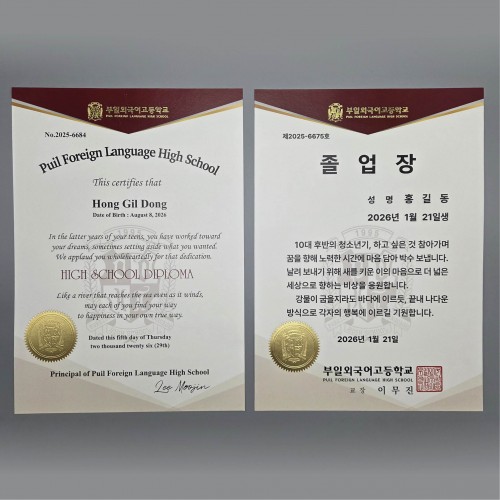 부일외국어고등학교
PUIL FOREIGN LANGUAGE HIGH SCHOOL
No.2025-6684
Puil Foreign Language High School
This certifies that
Hong Gil Dong
Date of Birth : August 8, 2026
In the latter years of your teens, you have worked toward
your dreams, sometimes setting aside what you wanted.
We applaud you wholeheartedly for that dedication.
HIGH SCHOOL DIPLOMA
Like a river that reaches the sea even as it winds,
may each of you find your way
to happiness in your own true way.
Dated this fifth day of Thursday
two thousand twenty six (29th)
Principal of Puil Foreign Language High School
Lee Moojin
부일외국어고등학교
PUIL FOREIGN LANGUAGE HIGH SCHOOL
제2025-6675호
졸업장
성 명 홍 길 동
2026년 1월 21일생
10대 후반의 청소년기, 하고 싶은 것 참아가며
꿈을 향해 노력한 시간에 마음 담아 박수 보냅니다.
날려 보내기 위해 새를 키운 이의 마음으로 더 넓은
세상으로 향하는 비상을 응원합니다.
강물이 굽을지라도 바다에 이르듯, 끝내 나다운
방식으로 각자의 행복에 이르길 기원합니다.
2026년 1월 21일
부일외국어고등학교
PUIL FOREIGN LANGUAGE HIGH SCHOOL
교 장 이 무 진